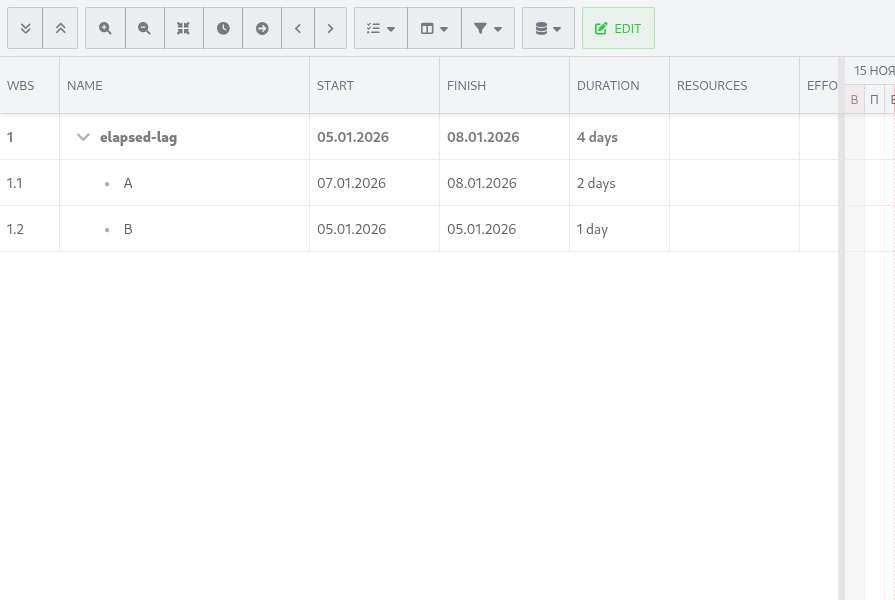 EDIT
WBS NAME START FINISH DURATION RESOURCES EFFO
15 НОЯ
В П
1 elapsed-lag 05.01.2026 08.01.2026 4 days
1.1 A 07.01.2026 08.01.2026 2 days
1.2 B 05.01.2026 05.01.2026 1 day